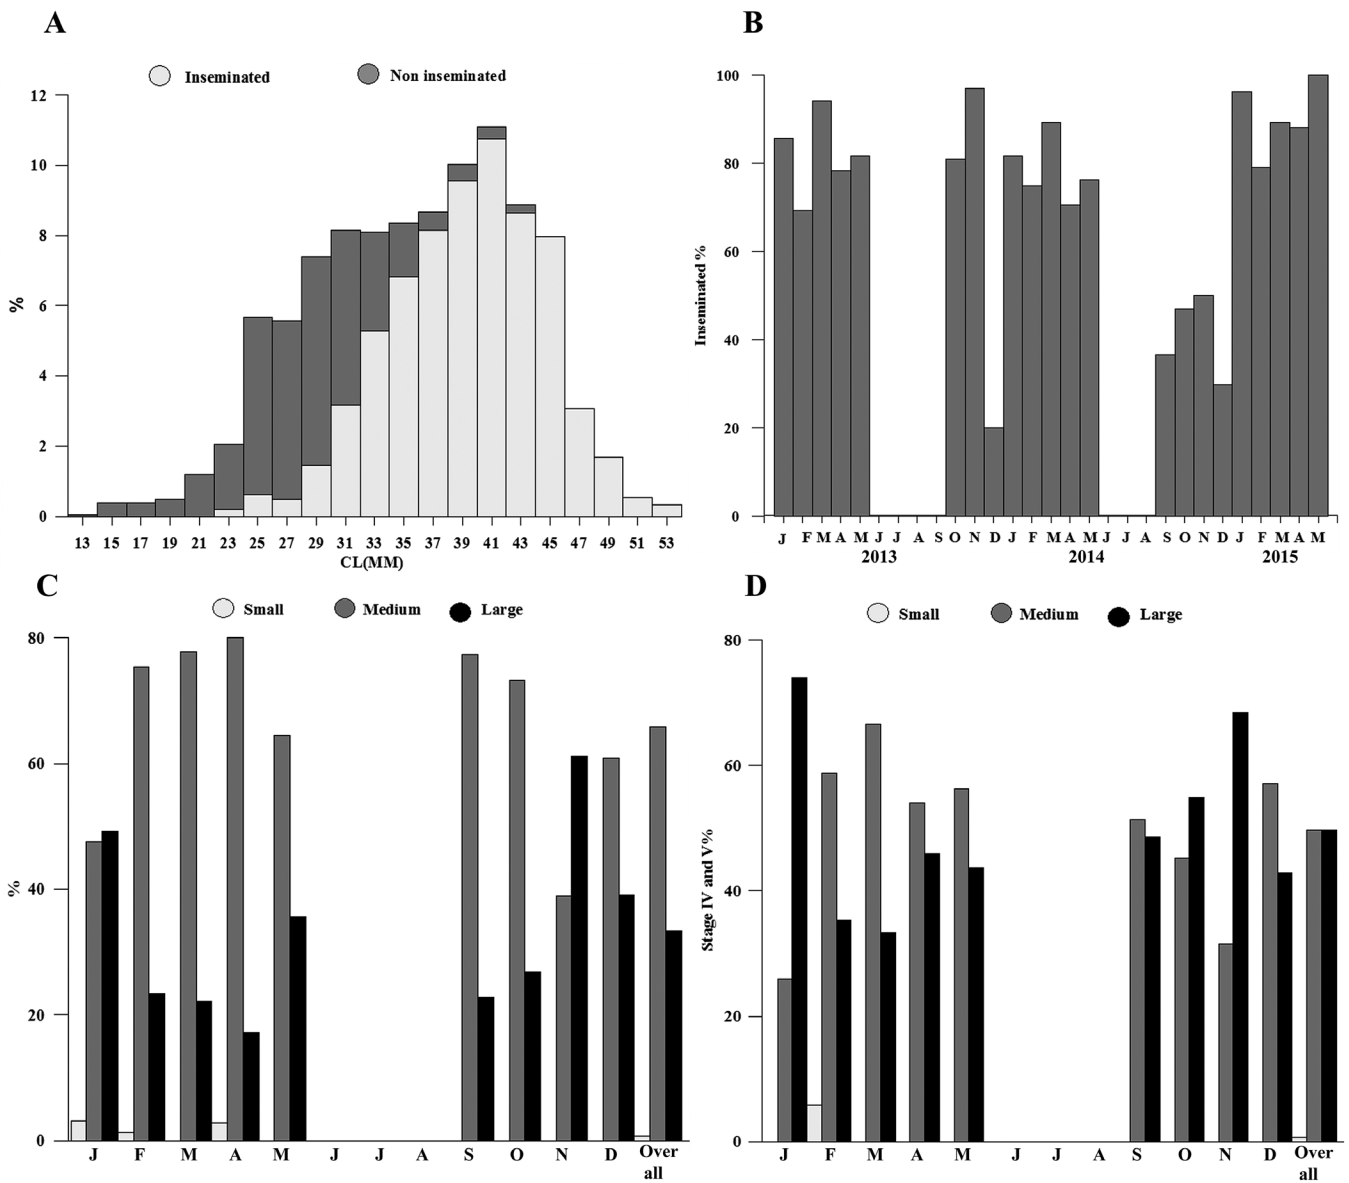 A
Inseminated Non inseminated
12
10
8
6
4
2
0
%
13 15 17 19 21 23 25 27 29 31 33 35 37 39 41 43 45 47 49 51 53
CL(MM)
B
100
80
60
40
20
0
Inseminated %
J F M A M J J A S O N D J F M A M J J A S O N D J F M A M
2013 2014 2015
C
Small Medium Large
80
60
40
20
0
%
J F M A M J J A S O N D Over
all
D
Small Medium Large
80
60
40
20
0
Stage IV and V%
J F M A M J J A S O N D Over
all